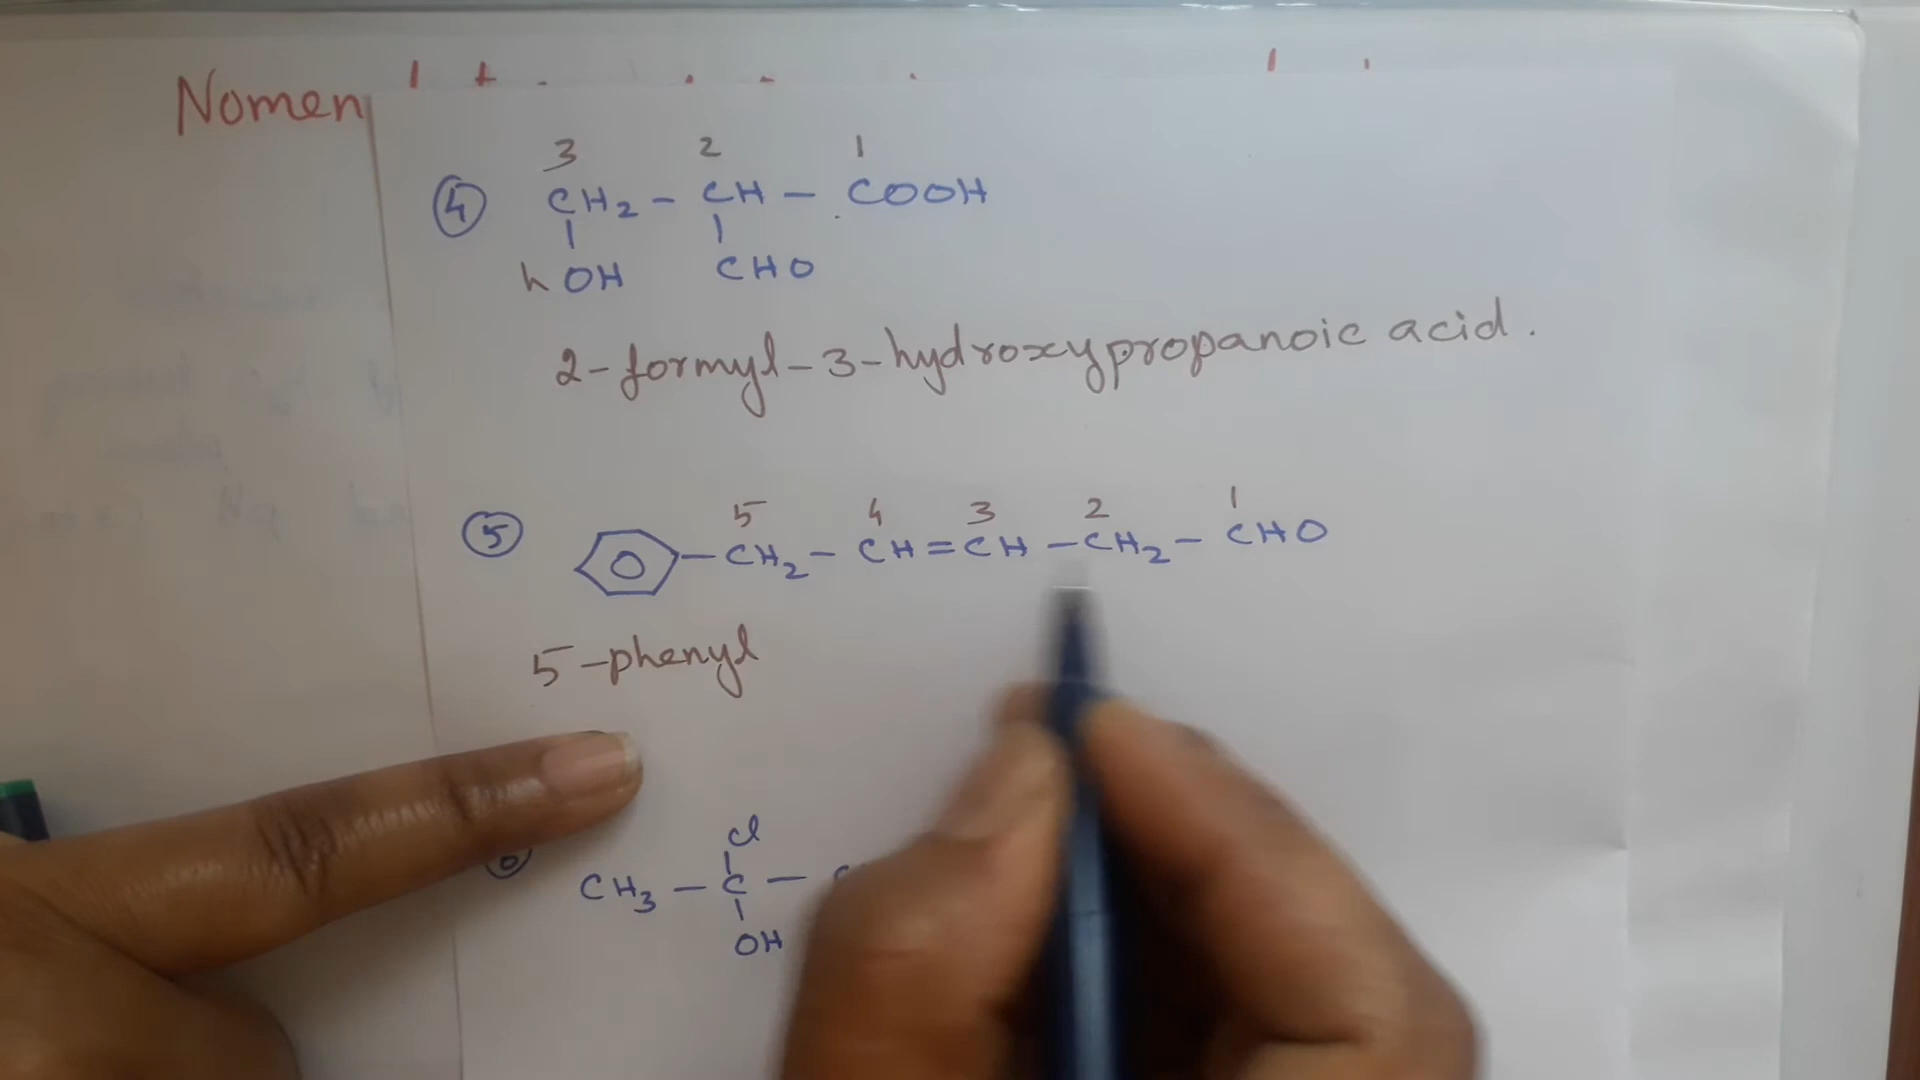 Nomen
3 2 1
④ CH₂ - CH - COOH
h OH CHO
2-formyl-3-hydroxypropanoic acid.
5 4 3 2 1
⑤ -CH₂ - CH = CH - CH₂ - CHO
5-phenyl
Cl
CH₃ - C -
OH